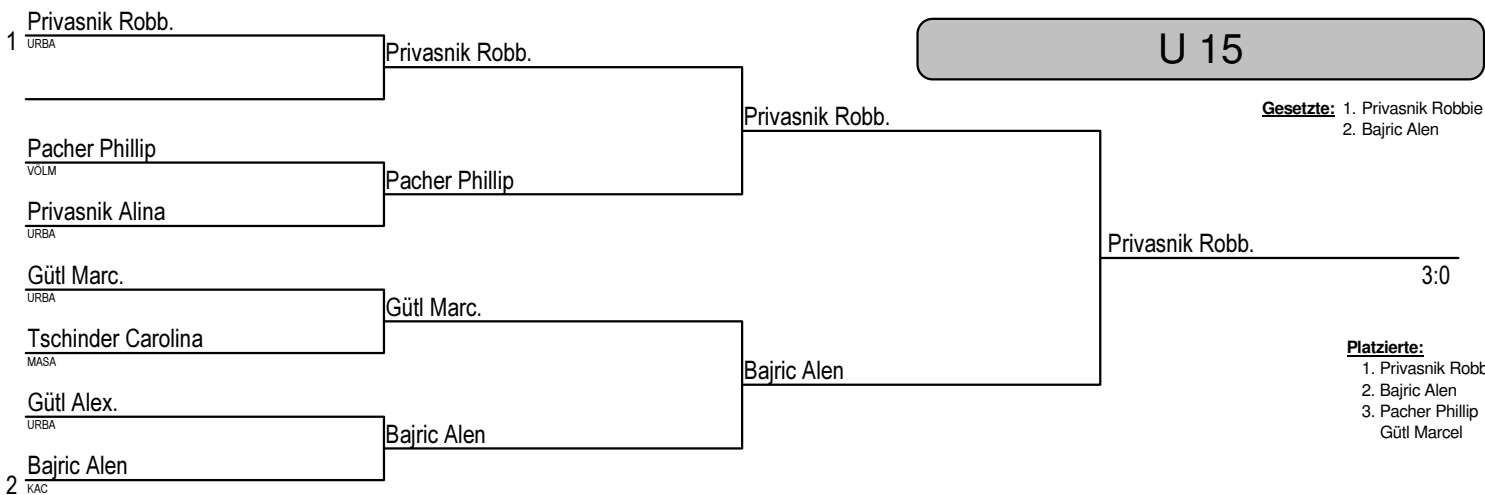 U 15
Gesetzte: 1. Privasnik Robbie
2. Bajric Alen
1 Privasnik Robb.
URBA
Pacher Phillip
VÖLM
Privasnik Alina
URBA
Gütl Marc.
URBA
Tschinder Carolina
MASA
Gütl Alex.
URBA
2 Bajric Alen
KAC
Privasnik Robb.
Pacher Phillip
Gütl Marc.
Bajric Alen
Privasnik Robb.
Bajric Alen
Privasnik Robb.
3:0
Platzierte:
1. Privasnik Robb
2. Bajric Alen
3. Pacher Phillip
Gütl Marcel